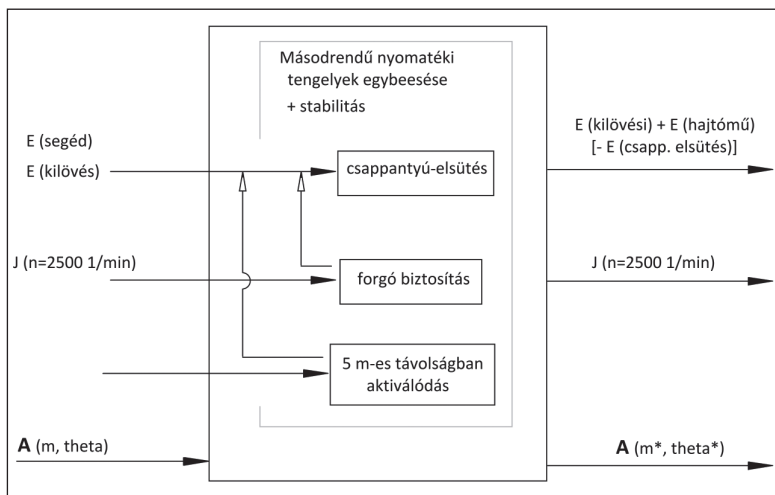 Másodrendű nyomatéki
tengelyek egybeesése
+ stabilitás
E (segéd)
E (kilövés)
csappantyú-elsütés
E (kilövési) + E (hajtómű)
[- E (csapp. elsütés)]
J (n=2500 1/min)
forgó biztosítás
J (n=2500 1/min)
5 m-es távolságban
aktiválódás
A (m, theta)
A (m*, theta*)